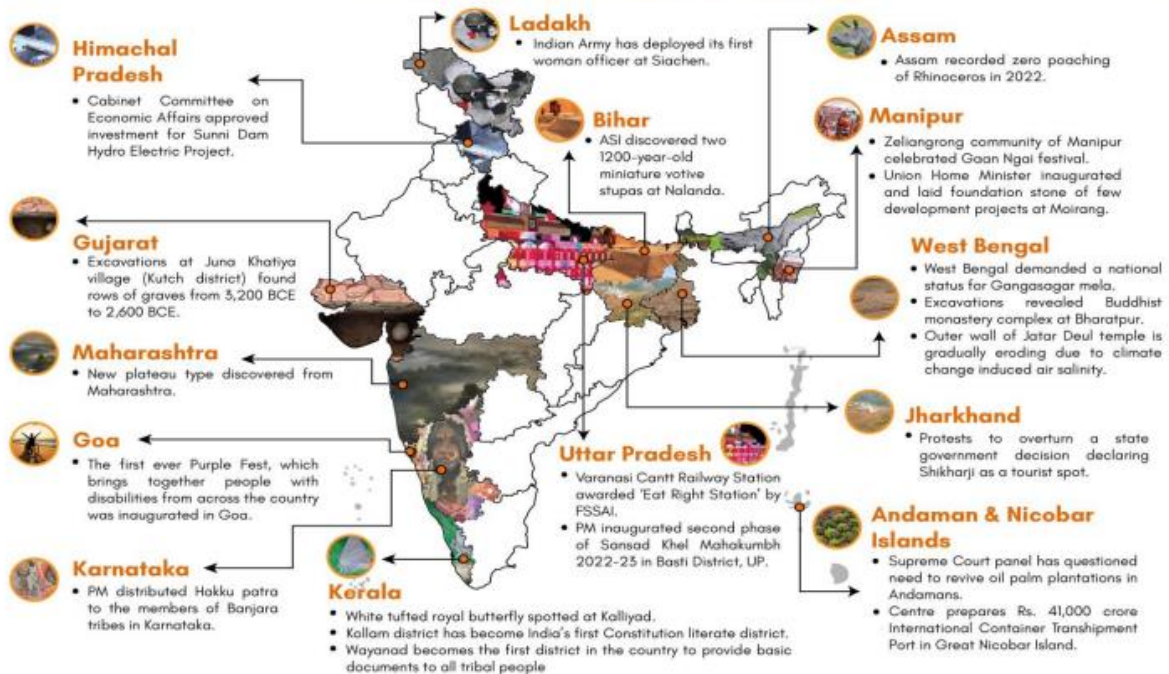 Ladakh
• Indian Army has deployed its first
woman officer at Siachen.
Assam
• Assam recorded zero poaching
of Rhinoceros in 2022.
Himachal
Pradesh
• Cabinet Committee on
Economic Affairs approved
investment for Sunni Dam
Hydro Electric Project.
Bihar
• ASI discovered two
1200-year-old
miniature votive
stupas at Nalanda.
Manipur
• Zeliangrong community of Manipur
celebrated Gaan Ngai festival.
• Union Home Minister inaugurated
and laid foundation stone of few
development projects at Moirang.
Gujarat
• Excavations at Juna Khatiya
village (Kutch district) found
rows of graves from 3,200 BCE
to 2,600 BCE.
West Bengal
• West Bengal demanded a national
status for Gangasagar mela.
• Excavations revealed Buddhist
monastery complex at Bharatpur.
• Outer wall of Jatar Deul temple is
gradually eroding due to climate
change induced air salinity.
Maharashtra
• New plateau type discovered from
Maharashtra.
Jharkhand
• Protests to overturn a state
government decision declaring
Shikharji as a tourist spot.
Goa
• The first ever Purple Fest, which
brings together people with
disabilities from across the country
was inaugurated in Goa.
Uttar Pradesh
• Varanasi Cantt Railway Station
awarded 'Eat Right Station' by
FSSAI.
• PM inaugurated second phase
of Sansad Khel Mahakumbh
2022-23 in Basti District, UP.
Andaman & Nicobar
Islands
• Supreme Court panel has questioned
need to revive oil palm plantations in
Andamans.
• Centre prepares Rs. 41,000 crore
International Container Transhipment
Port in Great Nicobar Island.
Karnataka
• PM distributed Hakku patra
to the members of Banjara
tribes in Karnataka.
Kerala
• White tufted royal butterfly spotted at Kalliyad.
• Kollam district has become India's first Constitution literate district.
• Wayanad becomes the first district in the country to provide basic
documents to all tribal people